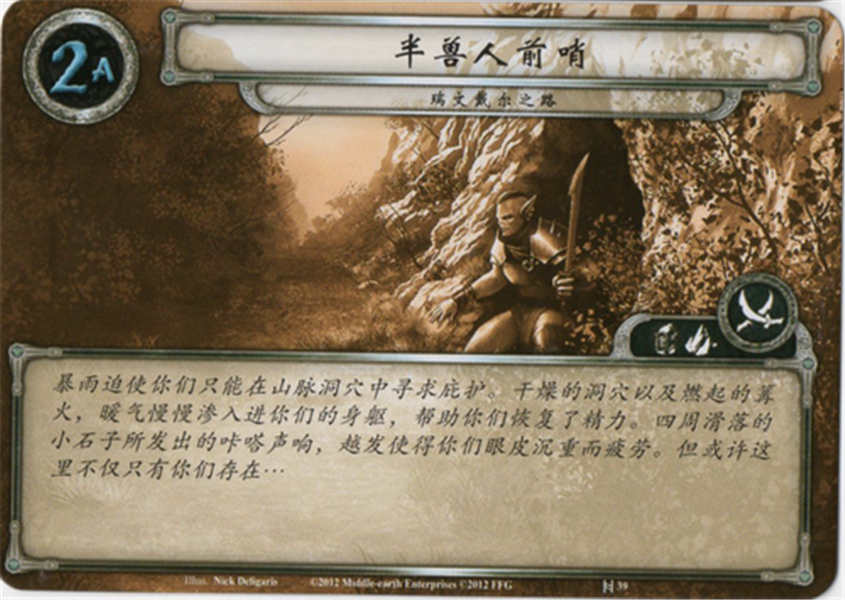 2A
半兽人前哨
瑞文戴尔之路
暴雨迫使你们只能在山脉洞穴中寻求庇护。干燥的洞穴以及燃起的篝
火，暖气慢慢渗入进你们的身躯，帮助你们恢复了精力。四周滑落的
小石子所发出的咔嗒声响，越发使得你们眼皮沉重而疲劳。但或许这
里不仅只有你们存在…
Illus. Nick Deligaris ©2012 Middle-earth Enterprises ©2012 FFG 39